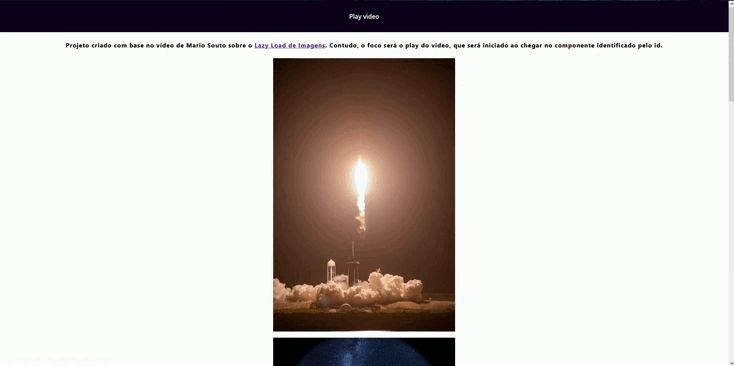 Play video
Projeto criado com base no vídeo de Mario Souto sobre o Lazy Load de Imagens. Contudo, o foco será o play do vídeo, que será iniciado ao chegar no componente identificado pelo id.